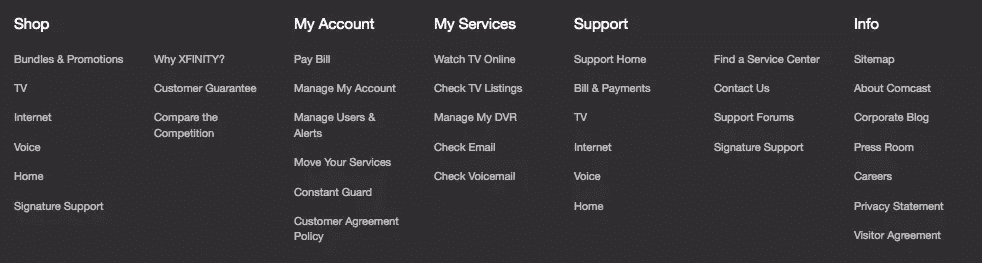 Shop
Bundles & Promotions
TV
Internet
Voice
Home
Signature Support
Why XFINITY?
Customer Guarantee
Compare the
Competition
My Account
Pay Bill
Manage My Account
Manage Users &
Alerts
Move Your Services
Constant Guard
Customer Agreement
Policy
My Services
Watch TV Online
Check TV Listings
Manage My DVR
Check Email
Check Voicemail
Support
Support Home
Bill & Payments
TV
Internet
Voice
Home
Find a Service Center
Contact Us
Support Forums
Signature Support
Info
Sitemap
About Comcast
Corporate Blog
Press Room
Careers
Privacy Statement
Visitor Agreement